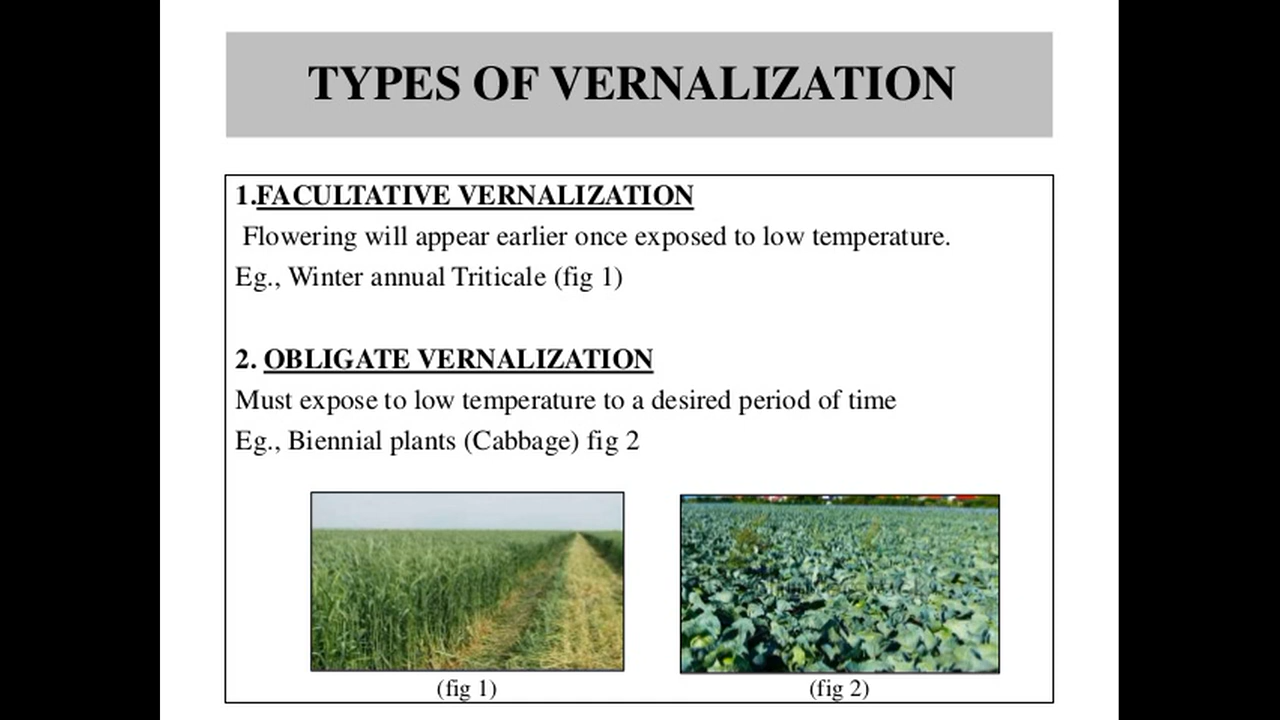 TYPES OF VERNALIZATION
1.FACULTATIVE VERNALIZATION
Flowering will appear earlier once exposed to low temperature.
Eg., Winter annual Triticale (fig 1)
2. OBLIGATE VERNALIZATION
Must expose to low temperature to a desired period of time
Eg., Biennial plants (Cabbage) fig 2
(fig 1)
(fig 2)